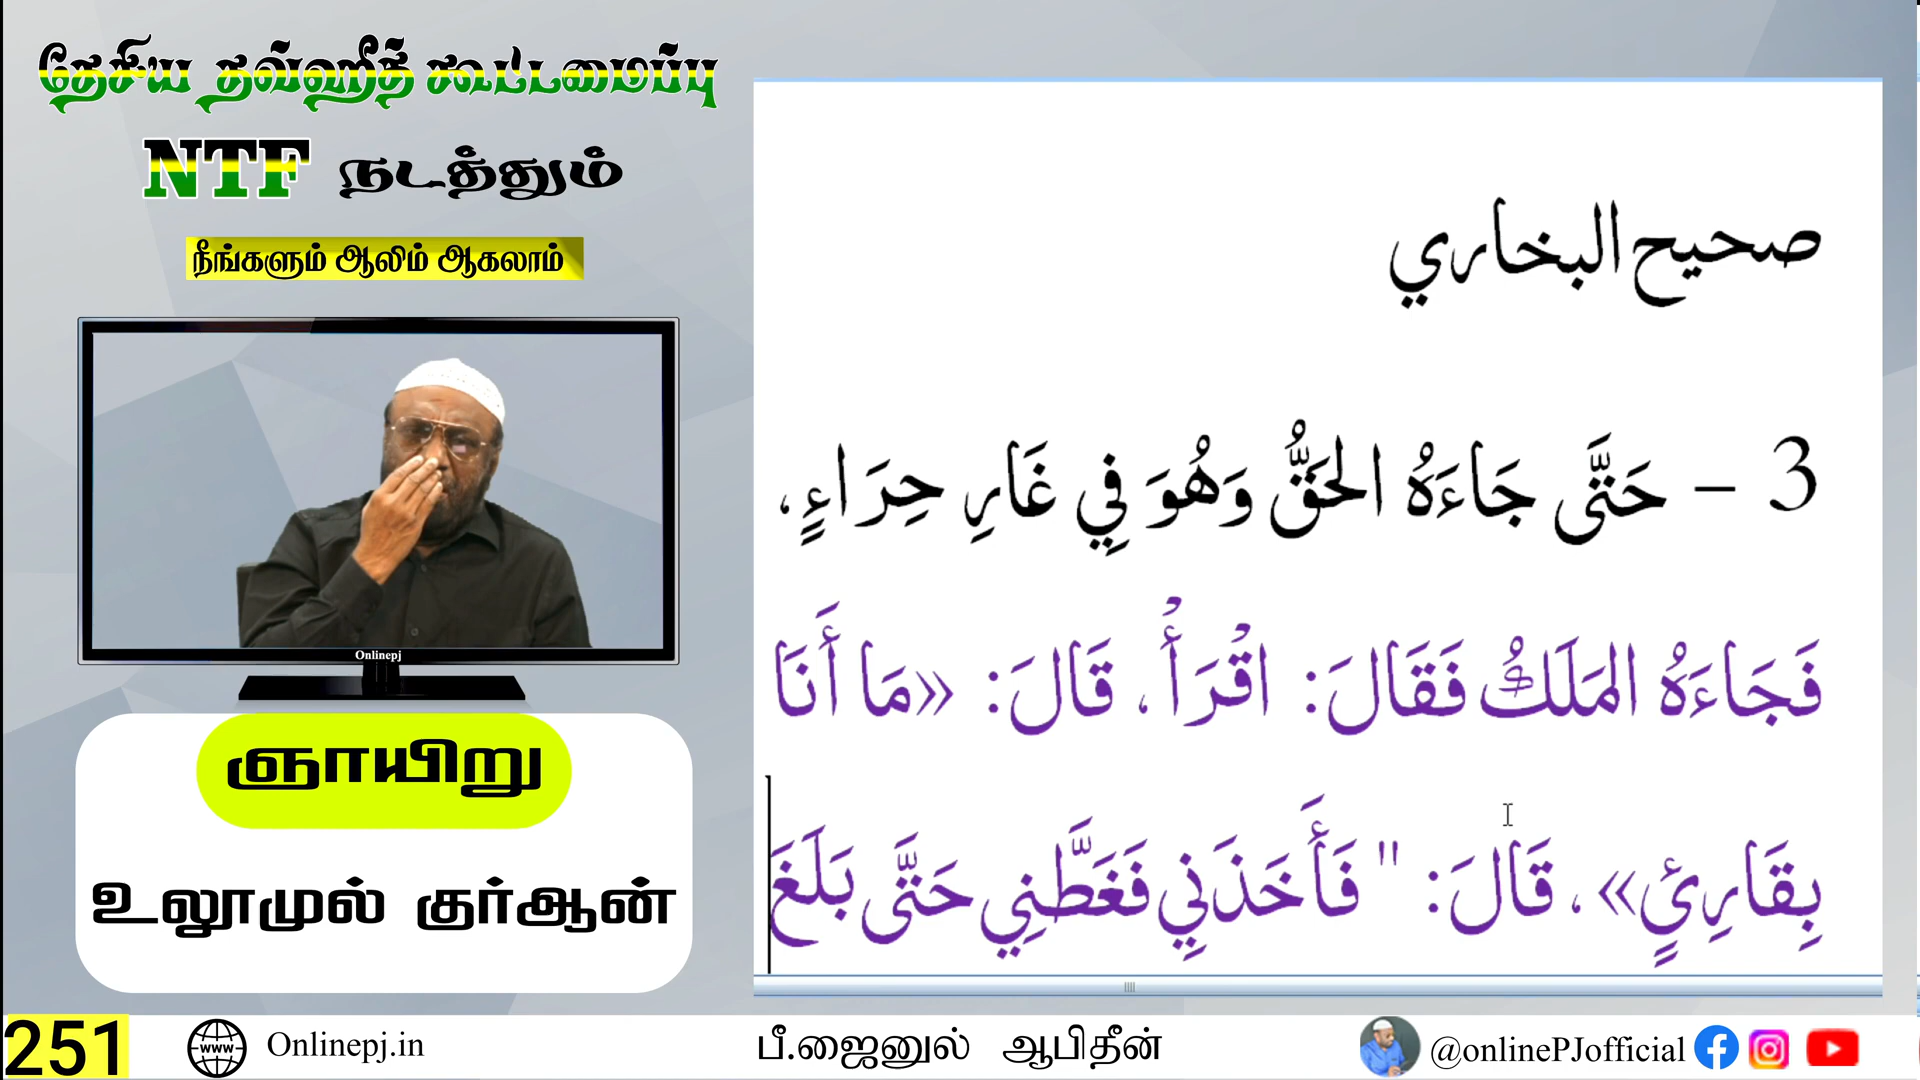 தேசிய தவ்ஹீத் கூட்டமைப்பு
NTF நடத்தும்
நீங்களும் ஆலிம் ஆகலாம்
Onlinepj
ஞாயிறு
உலூமுல் குர்ஆன்
صحيح البخاري
3 - حَتَّى جَاءَهُ الحَقُّ وَهُوَ فِي غَارِ حِرَاءٍ،
فَجَاءَهُ المَلَكُ فَقَالَ: اقْرَأْ، قَالَ: «مَا أَنَا
بِقَارِئٍ»، قَالَ: " فَأَخَذَنِي فَغَطَّنِي حَتَّى بَلَغَ
251
www
Onlinepj.in
பீ.ஜைனுல் ஆபிதீன்
@onlinePJofficial